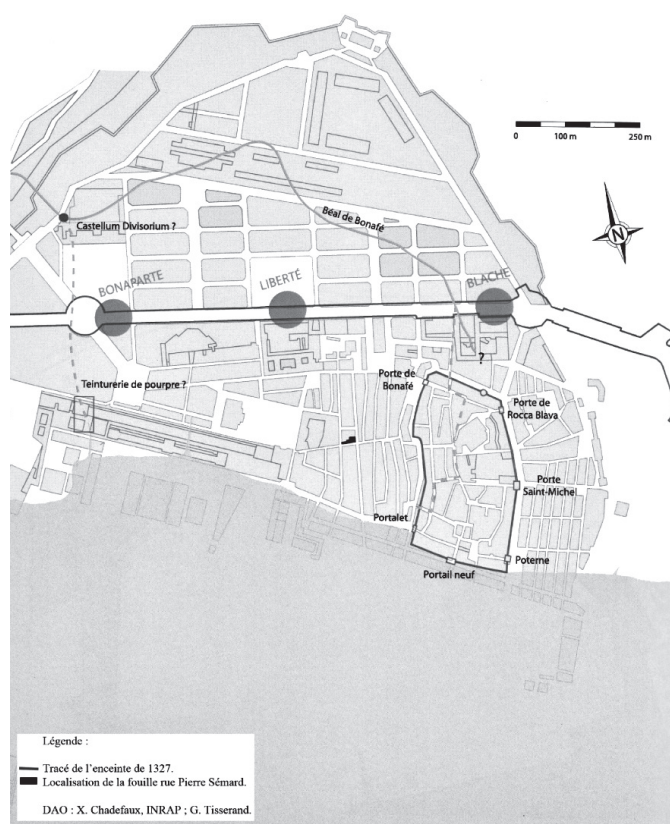 0 100 m 250 m
N
Béal de Bonafé
Castellum Divisorium ?
BONAPARTE
LIBERTÉ
BLACHE
?
Teinturerie de pourpre ?
Porte de
Bonafé
Porte de
Rocca Blava
Porte
Saint-Michel
Portalet
Poterne
Portail neuf
Légende :
Tracé de l'enceinte de 1327.
Localisation de la fouille rue Pierre Sémard.
DAO : X. Chadefaux, INRAP ; G. Tisserand.